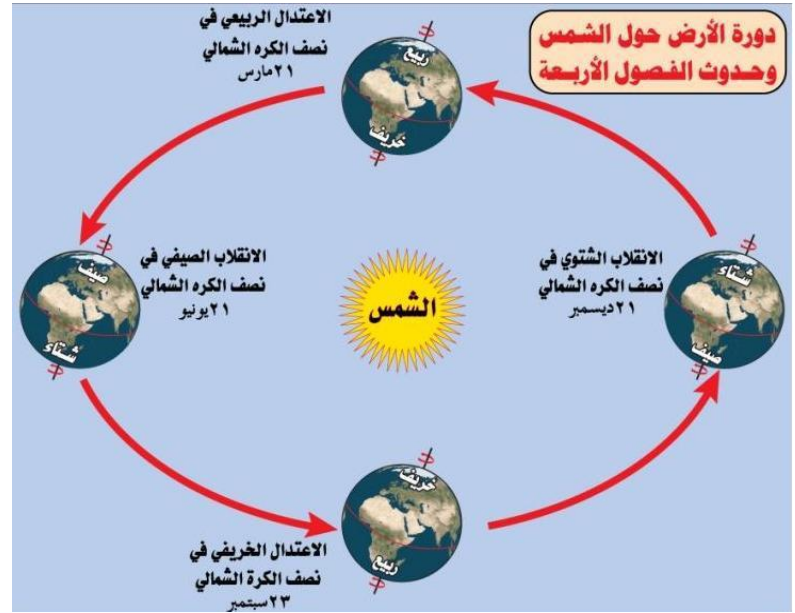 دورة الأرض حول الشمس
وحدوث الفصول الأربعة
الاعتدال الربيعي في
نصف الكره الشمالي
٢١ مارس
ربيع
خريف
الانقلاب الشتوي في
نصف الكره الشمالي
٢١ ديسمبر
شتاء
صيف
الشمس
الانقلاب الصيفي في
نصف الكره الشمالي
٢١ يونيو
صيف
شتاء
خريف
ربيع
الاعتدال الخريفي في
نصف الكرة الشمالي
٢٣ سبتمبر